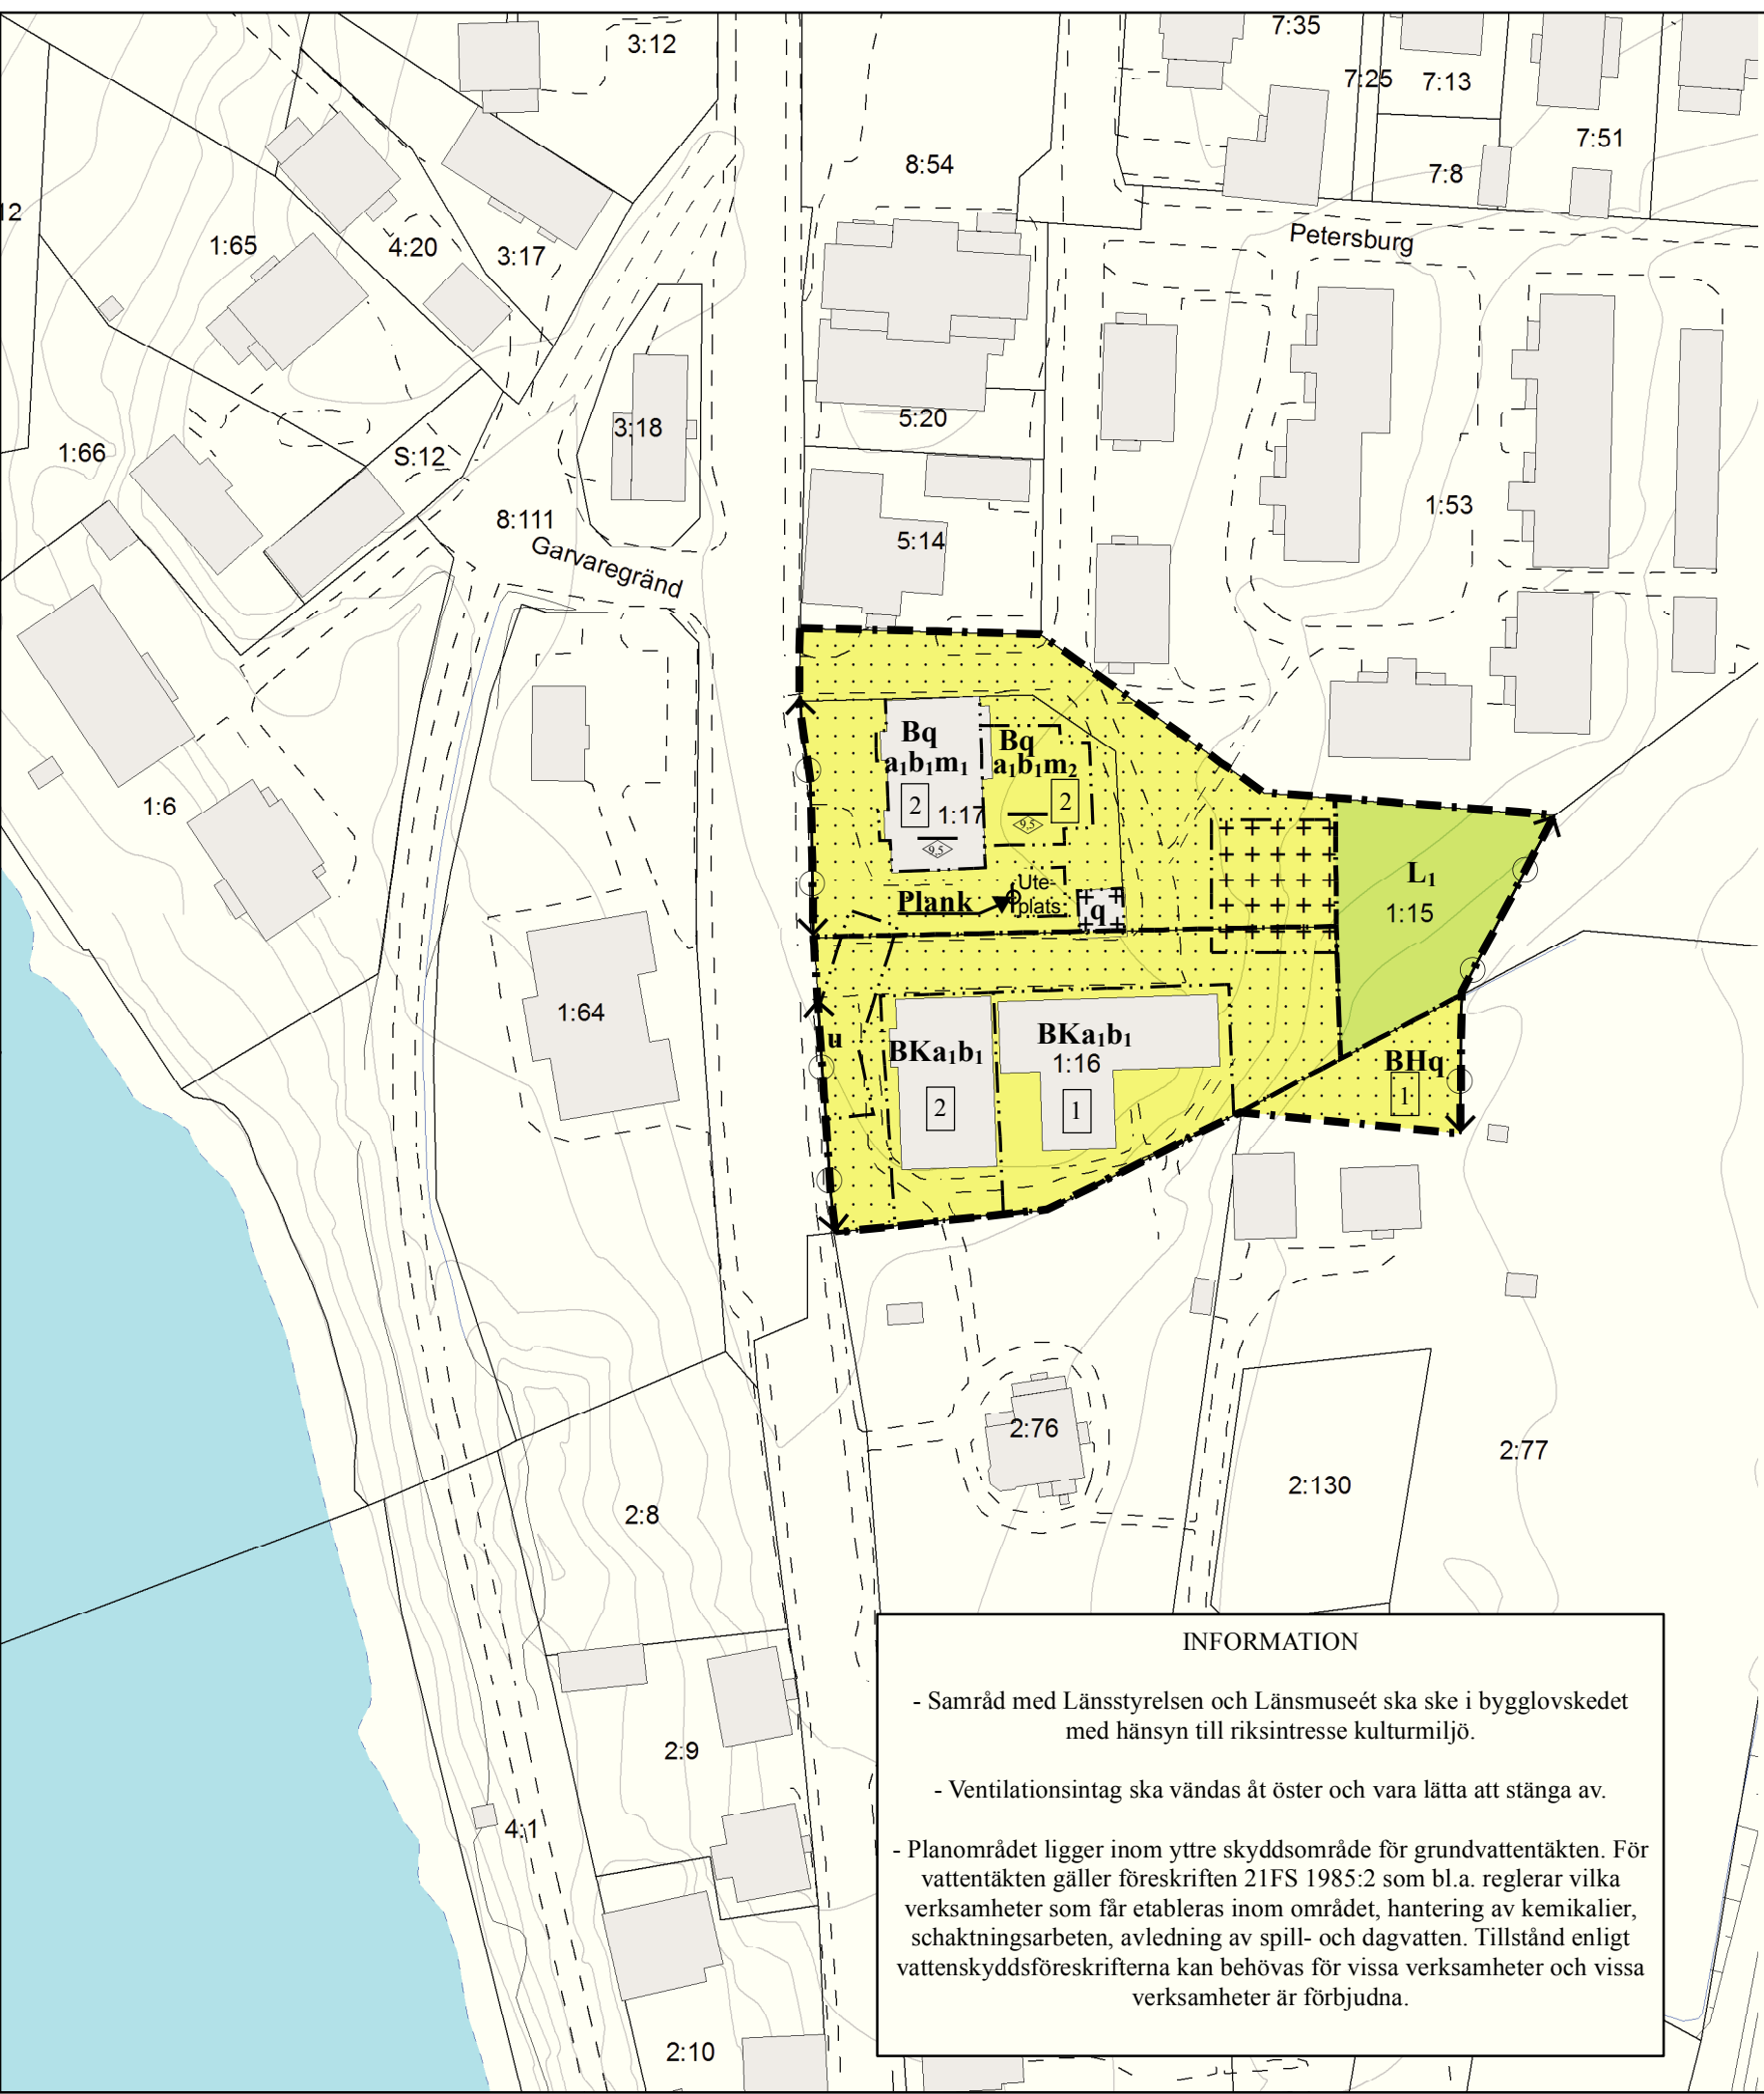 7:35
3:12
7:25
7:13
7:51
8:54
7:8
12
1:65
4:20
3:17
Petersburg
5:20
3:18
1:66
S:12
1:53
8:111
5:14
Garvaregränd
Bq
a₁b₁m₁
2
1:17
9,5
Bq
a₁b₁m₂
2
9,5
1:6
L₁
1:15
Plank
Ute-
plats
q
1:64
u
BKa₁b₁
2
BKa₁b₁
1:16
1
BHq
1
2:76
2:77
2:130
2:8
2:9
4:1
2:10
INFORMATION
- Samråd med Länsstyrelsen och Länsmuseét ska ske i bygglovskedet
med hänsyn till riksintresse kulturmiljö.
- Ventilationsintag ska vändas åt öster och vara lätta att stänga av.
- Planområdet ligger inom yttre skyddsområde för grundvattentäkten. För
vattentäkten gäller föreskriften 21FS 1985:2 som bl.a. reglerar vilka
verksamheter som får etableras inom området, hantering av kemikalier,
schaktningsarbeten, avledning av spill- och dagvatten. Tillstånd enligt
vattenskyddsföreskrifterna kan behövas för vissa verksamheter och vissa
verksamheter är förbjudna.